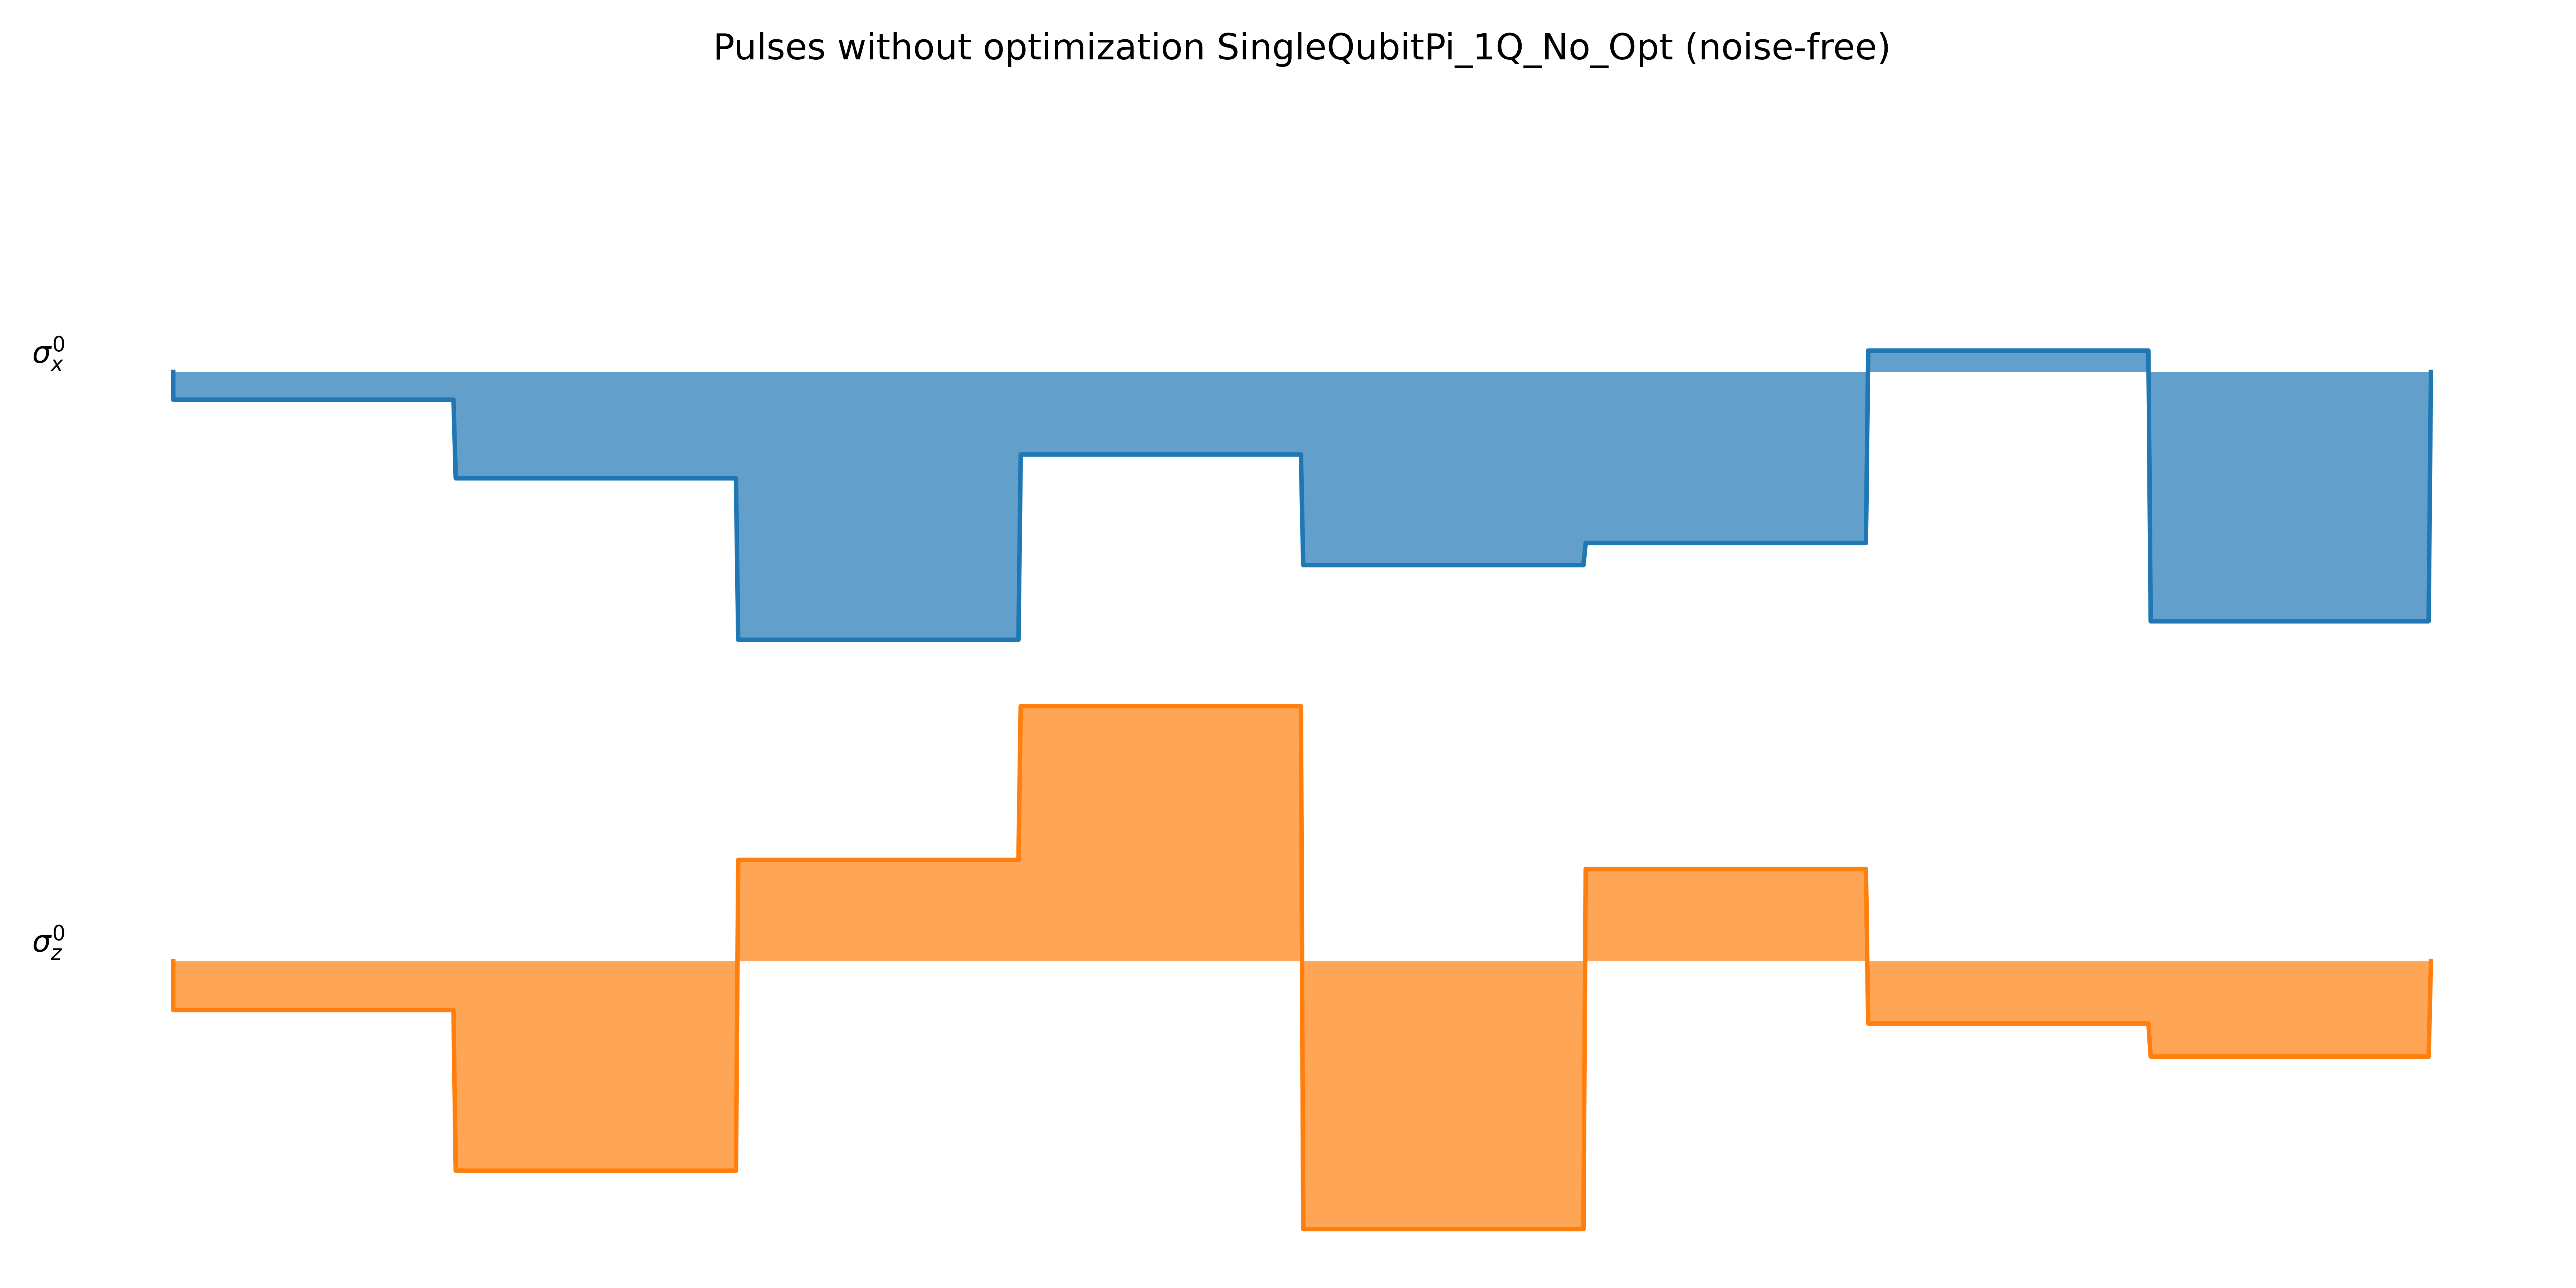 Pulses without optimization SingleQubitPi_1Q_No_Opt (noise-free)
σ_x^0
σ_z^0